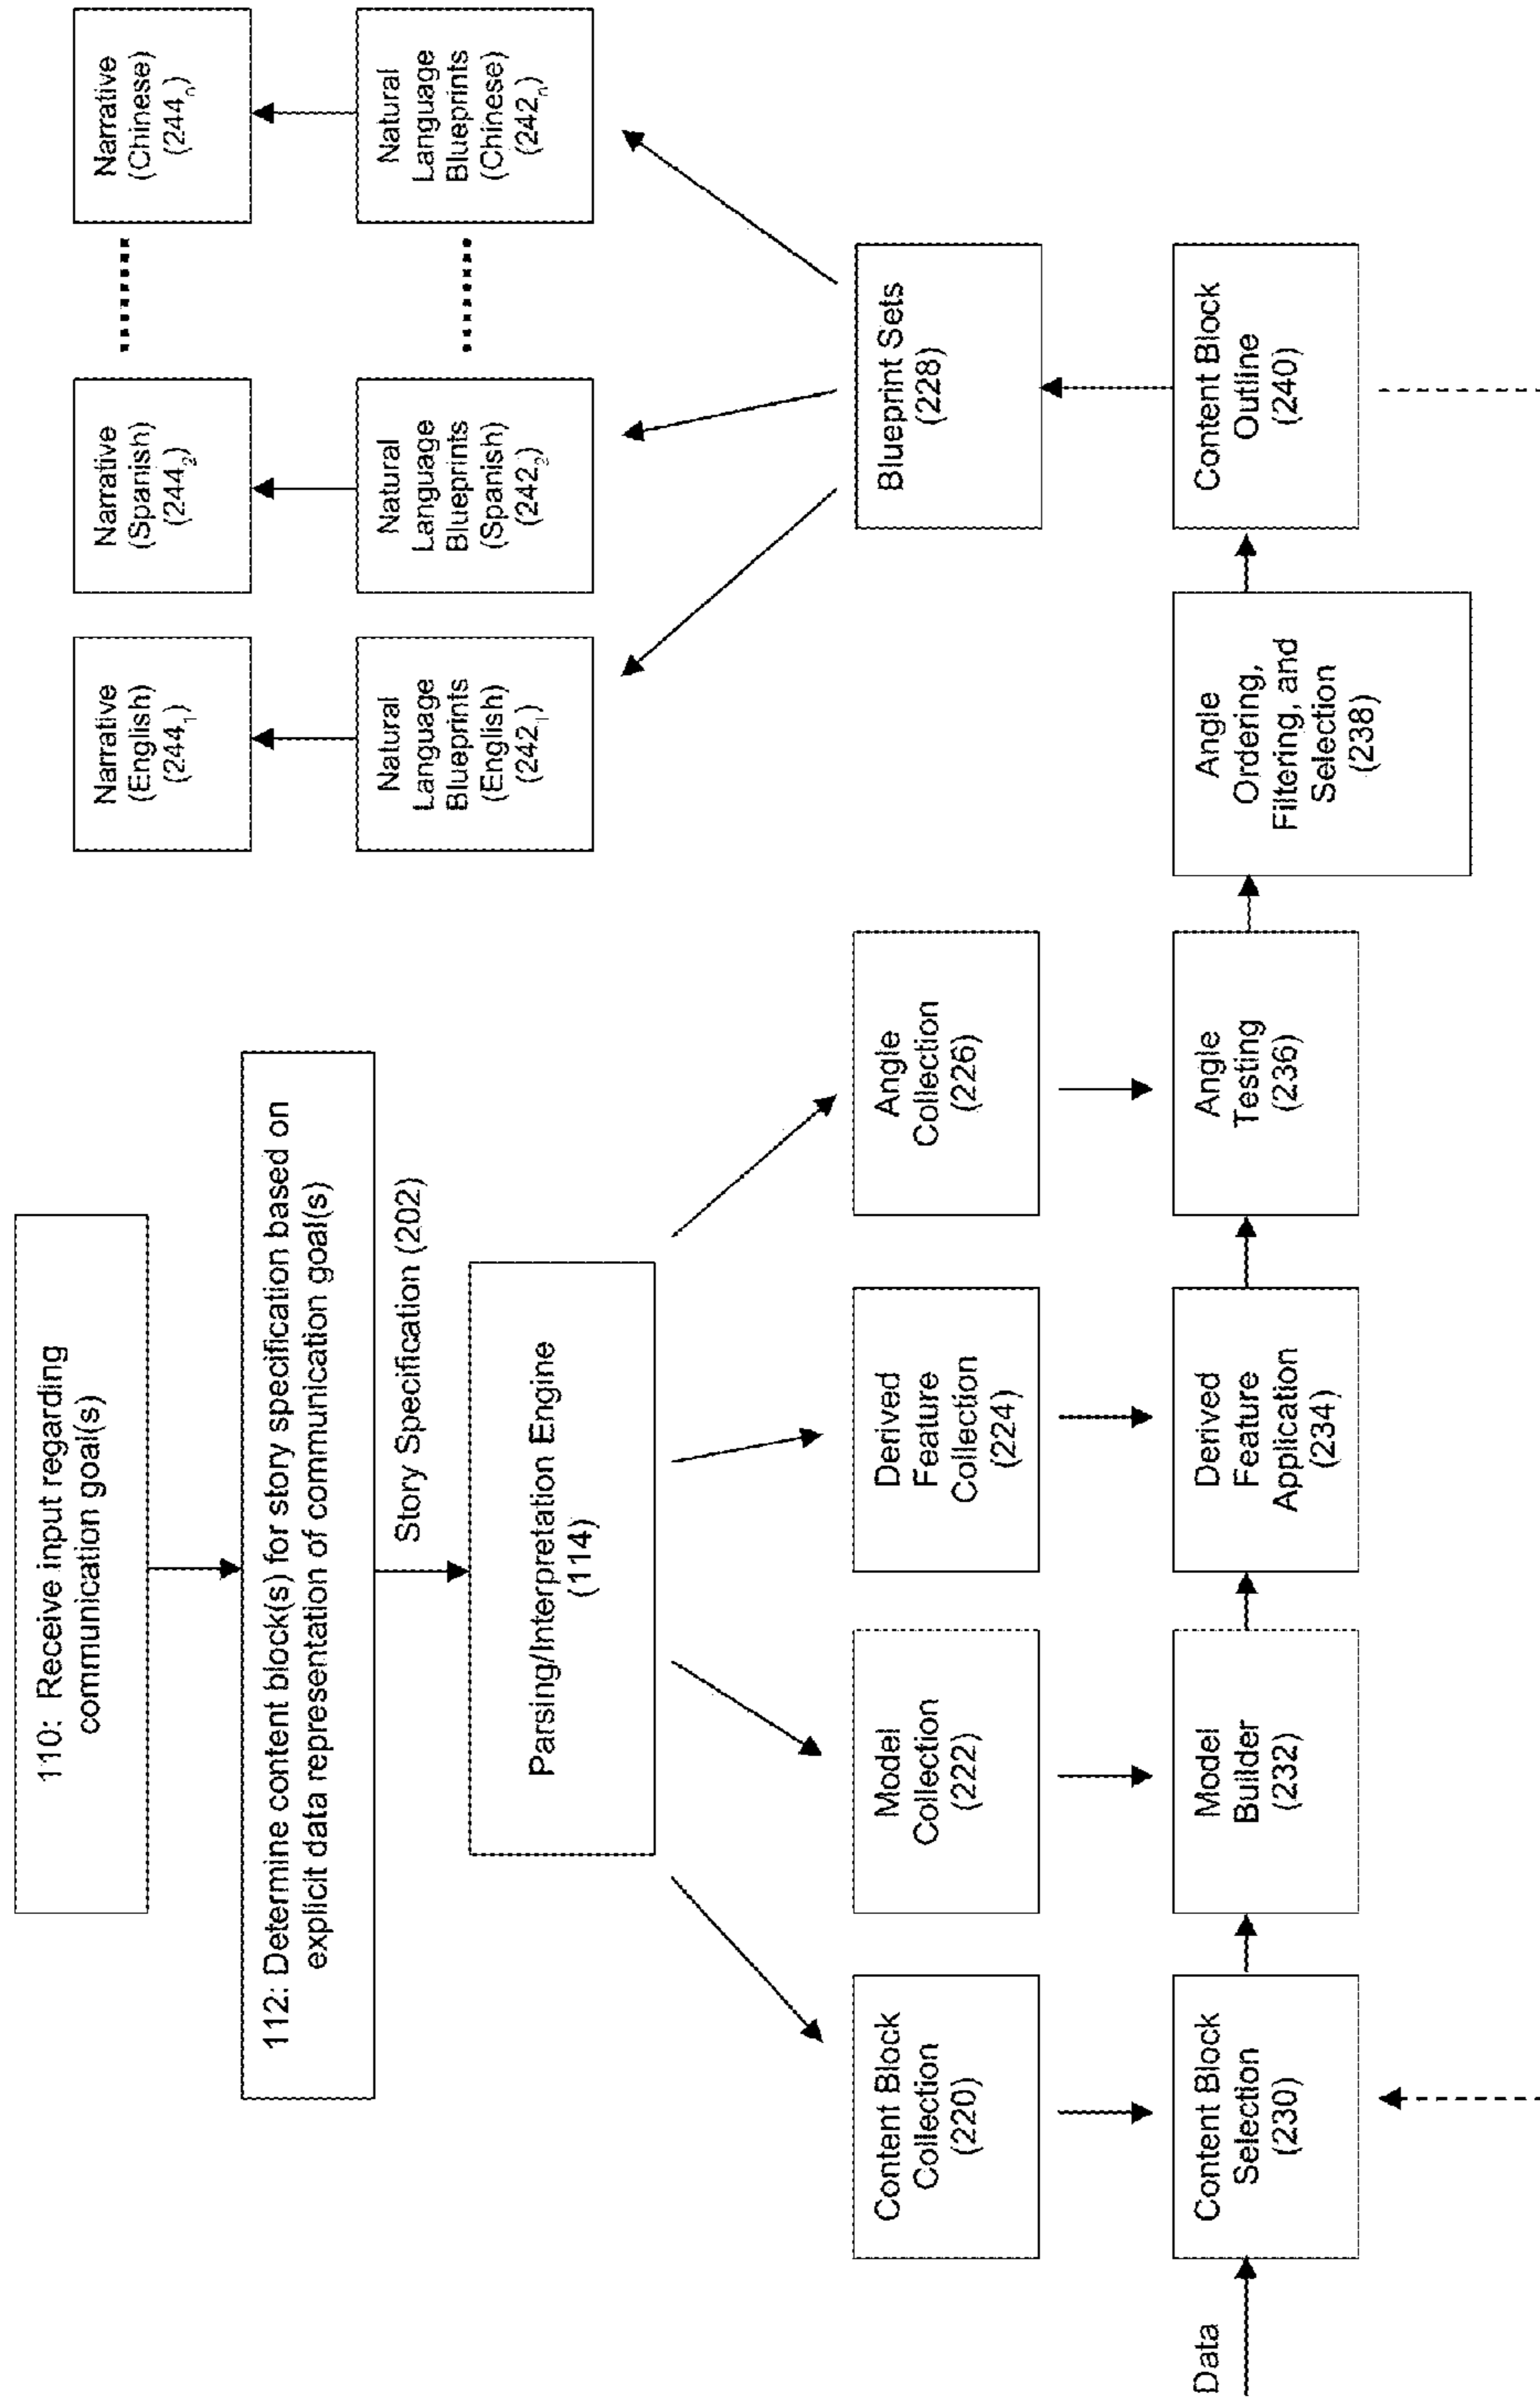 110: Receive input regarding
communication goal(s)
112: Determine content block(s) for story specification based on
explicit data representation of communication goal(s)
Story Specification (202)
Parsing/Interpretation Engine
(114)
Content Block
Collection
(220)
Model
Collection
(222)
Derived
Feature
Collection
(224)
Angle
Collection
(226)
Data
Content Block
Selection
(230)
Model
Builder
(232)
Derived
Feature
Application
(234)
Angle
Testing
(236)
Angle
Ordering,
Filtering, and
Selection
(238)
Content Block
Outline
(240)
Blueprint Sets
(228)
Natural
Language
Blueprints
(English)
(242₁)
Natural
Language
Blueprints
(Spanish)
(242₂)
Natural
Language
Blueprints
(Chinese)
(242ₙ)
Narrative
(English)
(244₁)
Narrative
(Spanish)
(244₂)
Narrative
(Chinese)
(244ₙ)